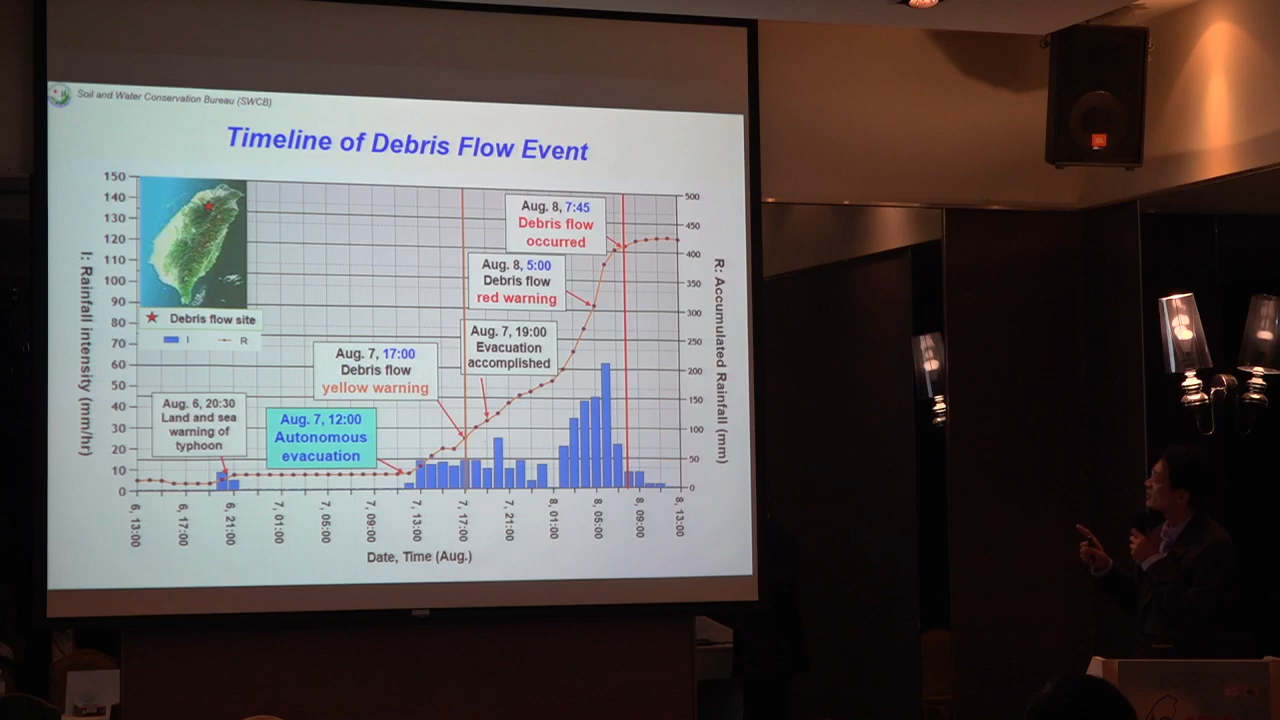 Soil and Water Conservation Bureau (SWCB)
Timeline of Debris Flow Event
I: Rainfall intensity (mm/hr)
150
140
130
120
110
100
90
80
70
60
50
40
30
20
10
0
Debris flow site
I
R
Aug. 6, 20:30
Land and sea
warning of
typhoon
Aug. 7, 12:00
Autonomous
evacuation
Aug. 7, 17:00
Debris flow
yellow warning
Aug. 7, 19:00
Evacuation
accomplished
Aug. 8, 5:00
Debris flow
red warning
Aug. 8, 7:45
Debris flow
occurred
500
450
400
350
300
250
200
150
100
50
0
R: Accumulated Rainfall (mm)
6, 13:00
6, 17:00
6, 21:00
7, 01:00
7, 05:00
7, 09:00
7, 13:00
7, 17:00
7, 21:00
8, 01:00
8, 05:00
8, 09:00
8, 13:00
Date, Time (Aug.)